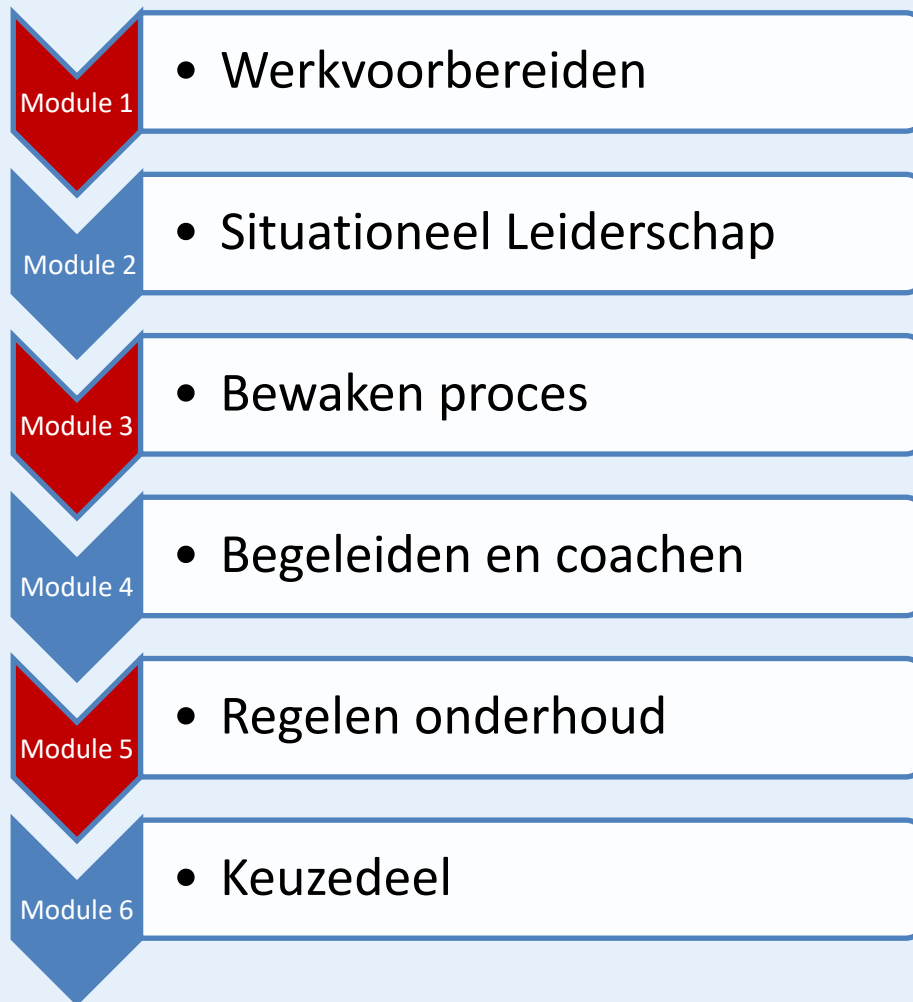 Module 1
• Werkvoorbereiden
Module 2
• Situationeel Leiderschap
Module 3
• Bewaken proces
Module 4
• Begeleiden en coachen
Module 5
• Regelen onderhoud
Module 6
• Keuzedeel